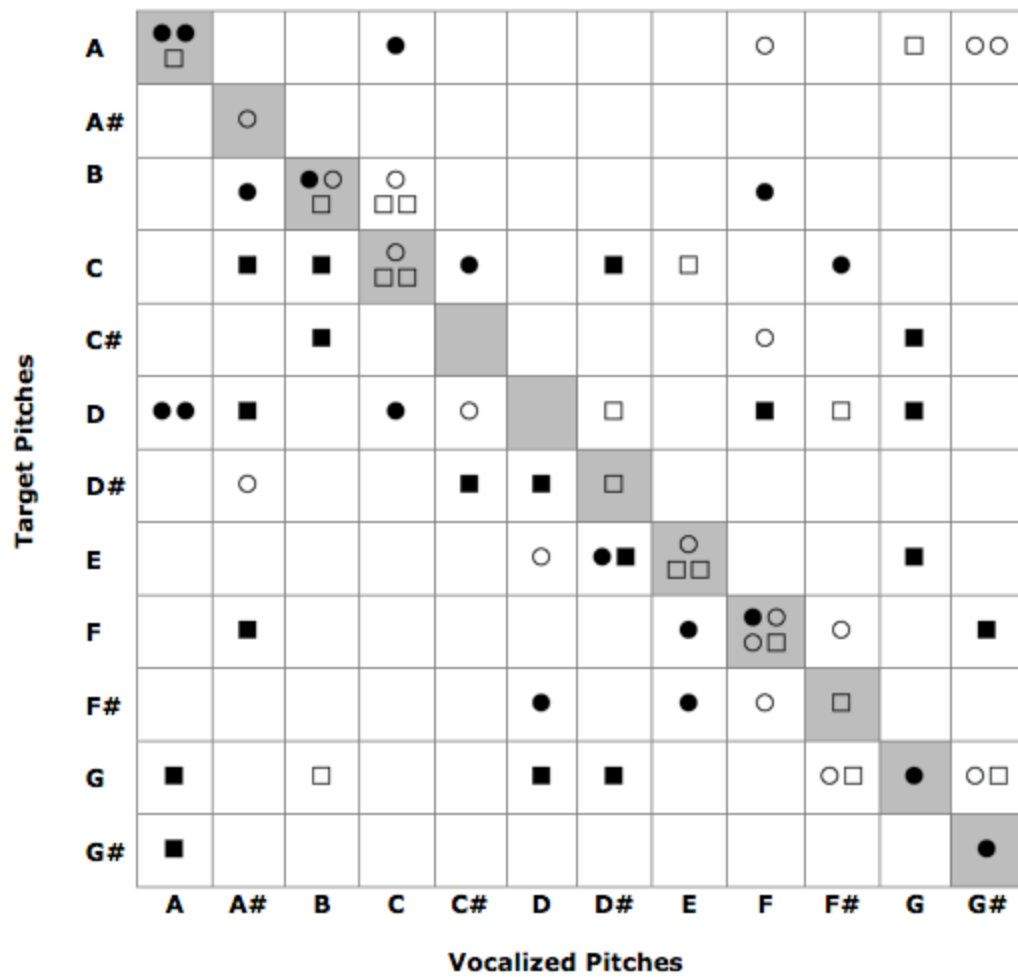 A
A#
B
C
C#
D
D#
E
F
F#
G
G#
Target Pitches
A A# B C C# D D# E F F# G G#
Vocalized Pitches